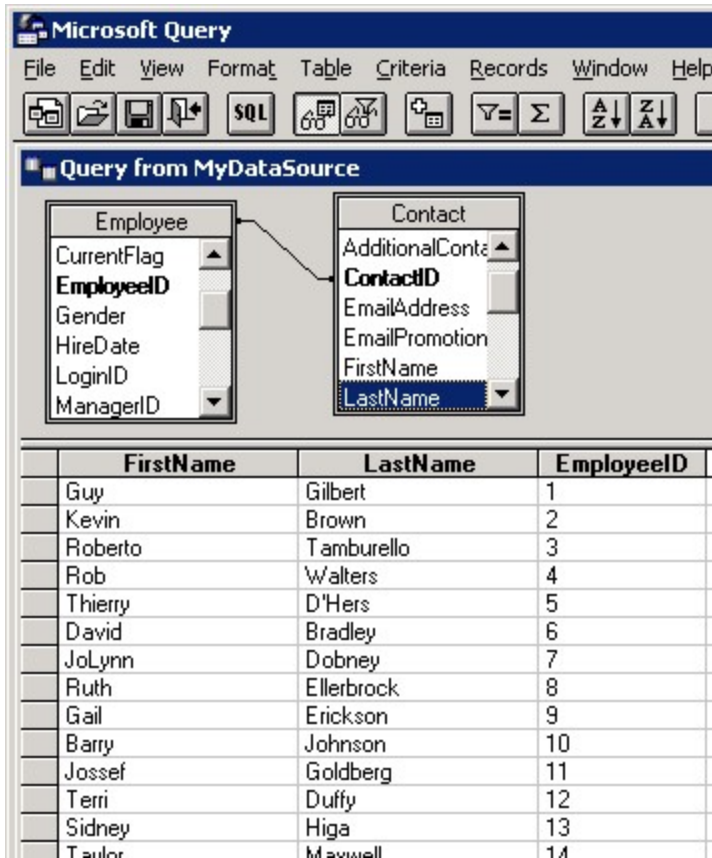 Microsoft Query
File Edit View Format Table Criteria Records Window Help
SQL
Query from MyDataSource
Employee
CurrentFlag
EmployeeID
Gender
HireDate
LoginID
ManagerID
Contact
AdditionalConta
ContactID
EmailAddress
EmailPromotion
FirstName
LastName
FirstName LastName EmployeeID
Guy Gilbert 1
Kevin Brown 2
Roberto Tamburello 3
Rob Walters 4
Thierry D'Hers 5
David Bradley 6
JoLynn Dobney 7
Ruth Ellerbrock 8
Gail Erickson 9
Barry Johnson 10
Jossef Goldberg 11
Terri Duffy 12
Sidney Higa 13
Taylor Maxwell 14